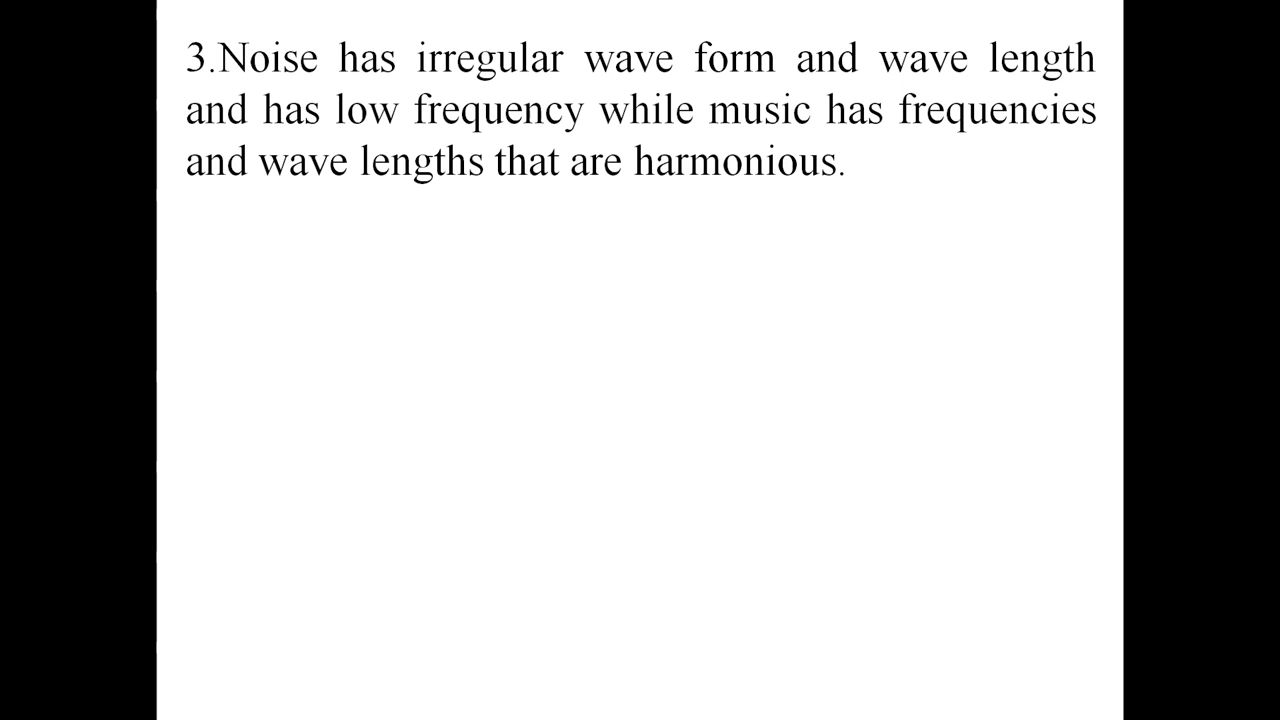 3.Noise has irregular wave form and wave length
and has low frequency while music has frequencies
and wave lengths that are harmonious.